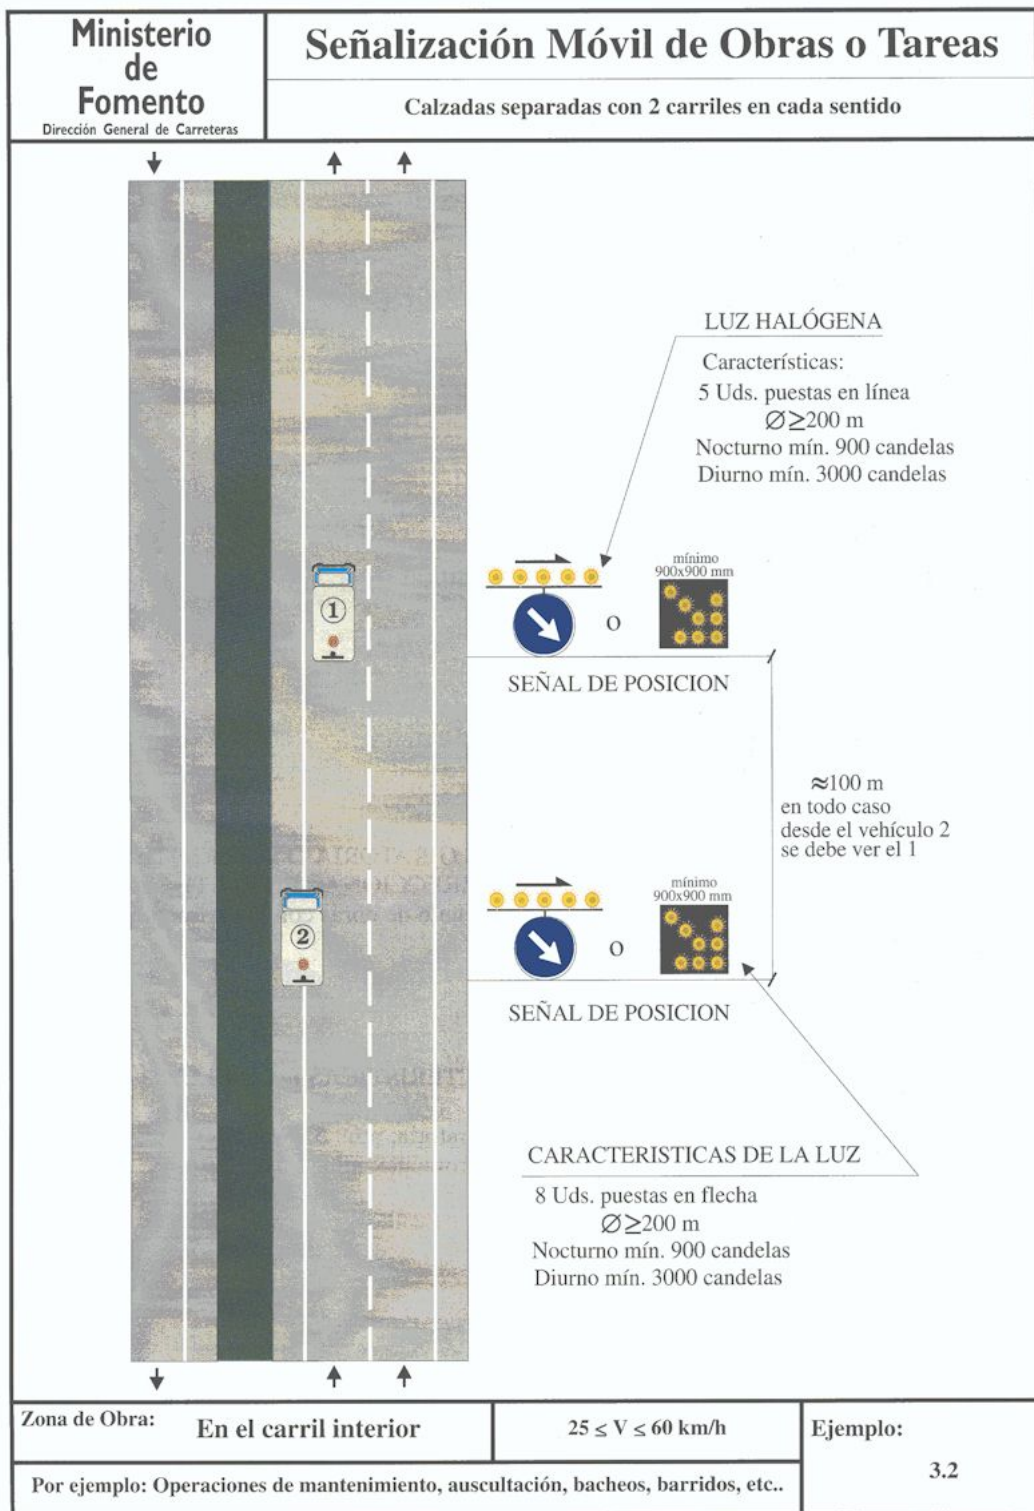 Ministerio
de
Fomento
Dirección General de Carreteras
Señalización Móvil de Obras o Tareas
Calzadas separadas con 2 carriles en cada sentido
LUZ HALÓGENA
Características:
5 Uds. puestas en línea
Ø≥200 m
Nocturno mín. 900 candelas
Diurno mín. 3000 candelas
1
o
mínimo
900x900 mm
SEÑAL DE POSICION
≈100 m
en todo caso
desde el vehículo 2
se debe ver el 1
2
o
mínimo
900x900 mm
SEÑAL DE POSICION
CARACTERISTICAS DE LA LUZ
8 Uds. puestas en flecha
Ø≥200 m
Nocturno mín. 900 candelas
Diurno mín. 3000 candelas
Zona de Obra: En el carril interior
25 ≤ V ≤ 60 km/h
Ejemplo:
3.2
Por ejemplo: Operaciones de mantenimiento, auscultación, bacheos, barridos, etc..